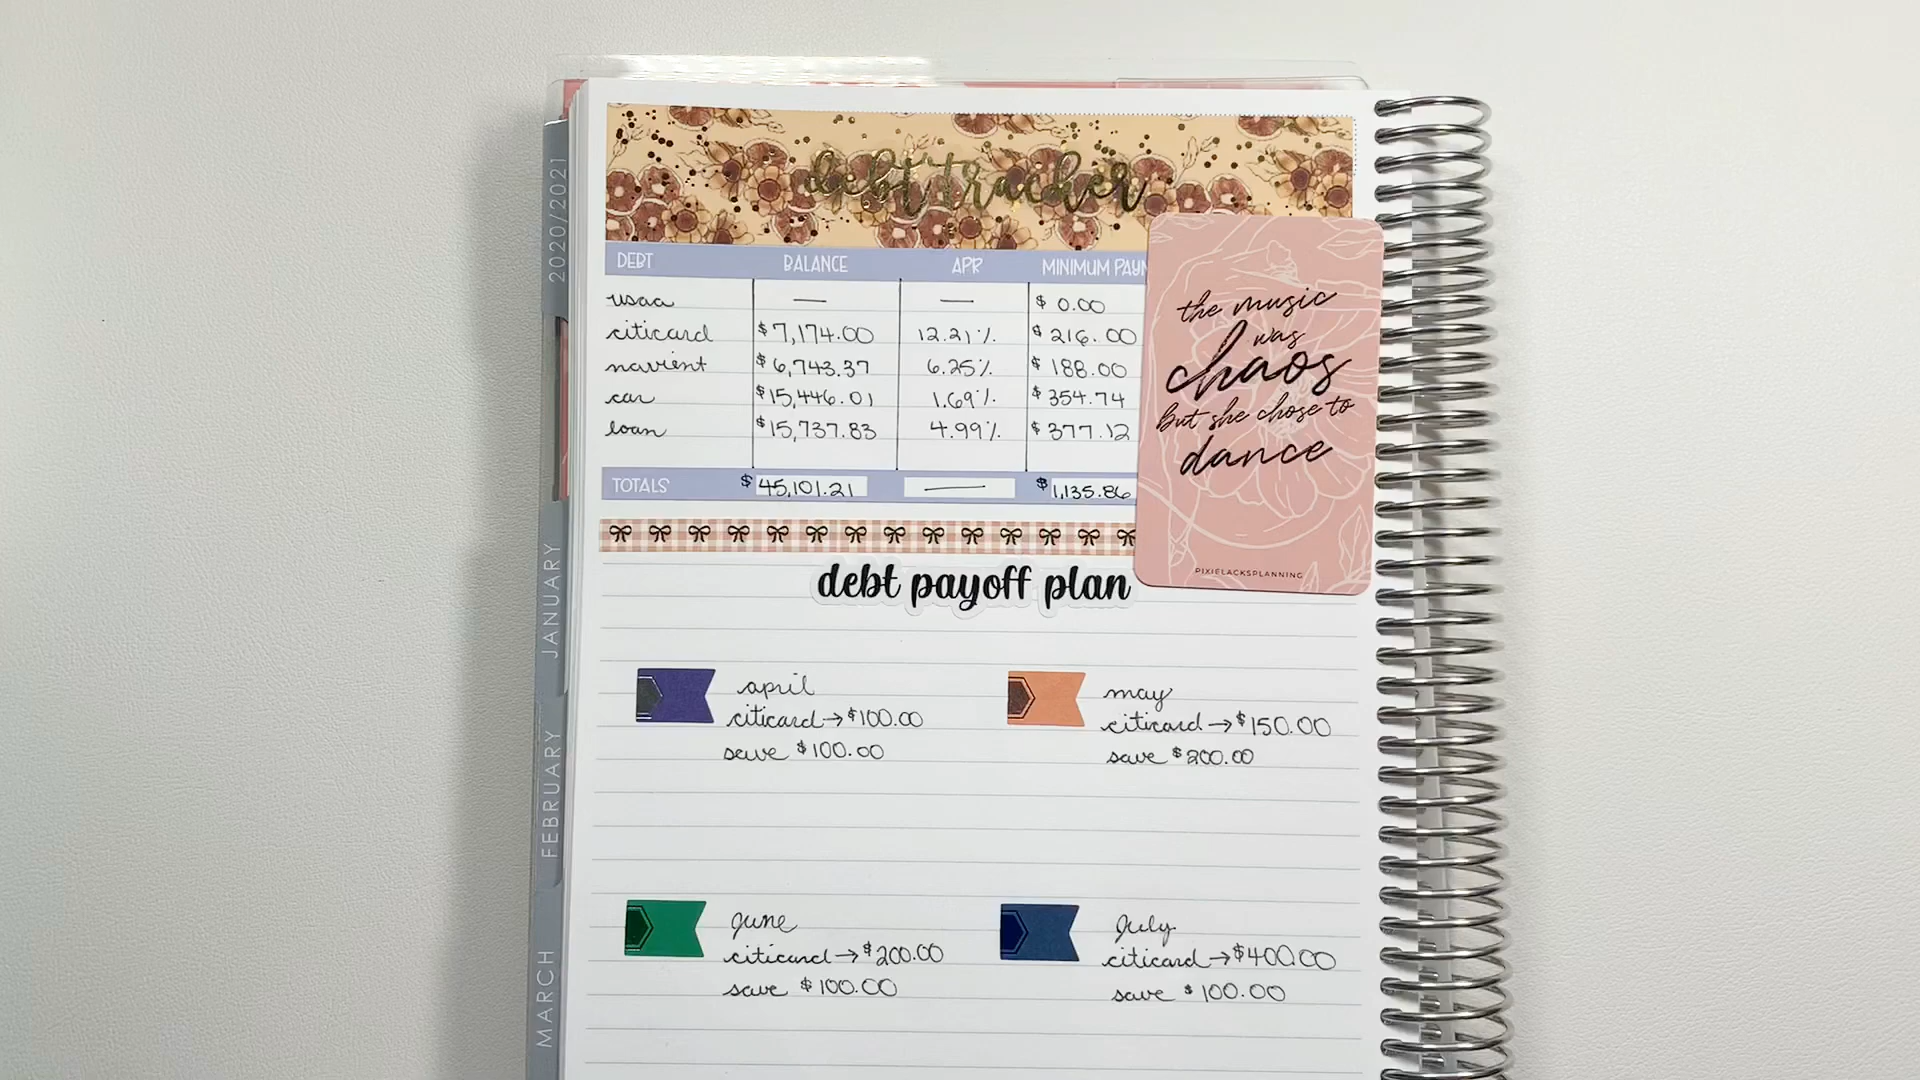 debt tracker
DEBT BALANCE APR MINIMUM PAYM
usaa — — $ 0.00
citicard $7,174.00 12.21% $ 216.00
navient $6,743.37 6.25% $ 188.00
car $15,446.01 1.69% $354.74
loan $15,737.83 4.99% $377.12
TOTALS $45,101.21 — $1,135.86
the music
was
chaos
but she chose to
dance
PIXIELACKSPLANNING
debt payoff plan
april
citicard → $100.00
save $100.00
may
citicard → $150.00
save $200.00
june
citicard → $200.00
save $100.00
July
citicard → $400.00
save $100.00
2020/2021
JANUARY
FEBRUARY
MARCH